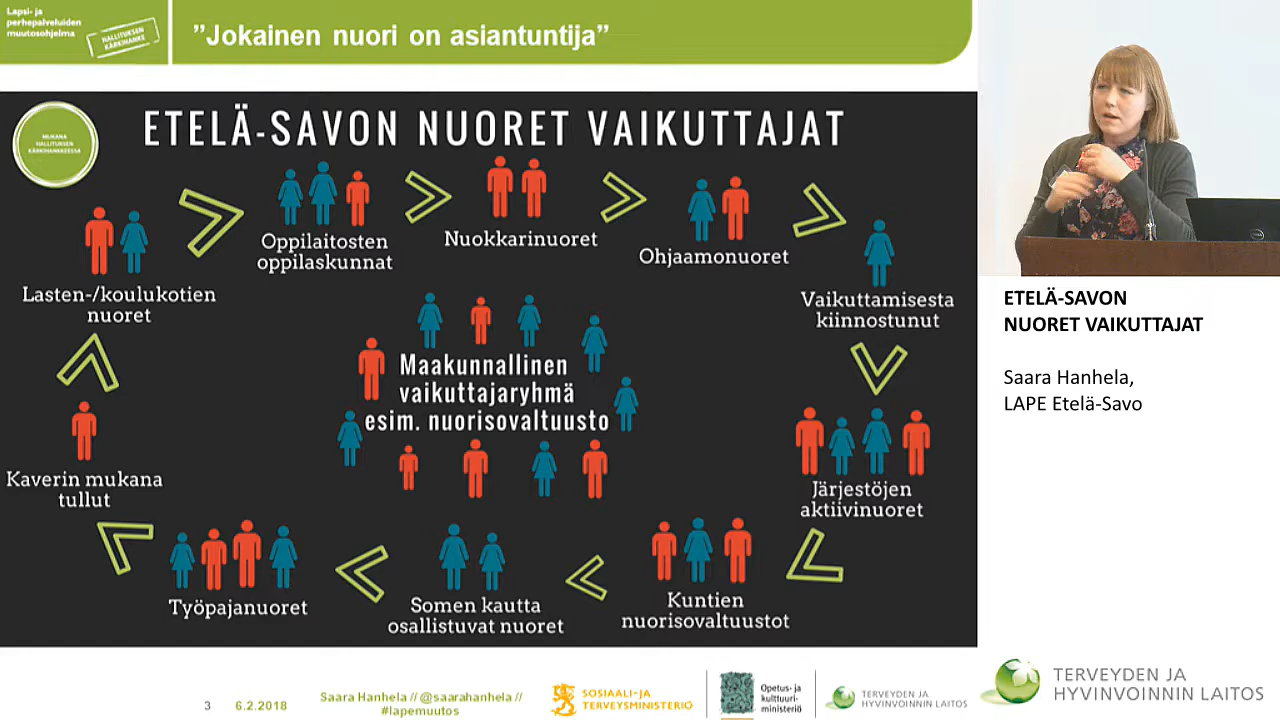 Lapsi- ja
perhepalveluiden
muutosohjelma
HALLITUKSEN
KÄRKIHANKE
”Jokainen nuori on asiantuntija”
MUKANA
HALLITUKSEN
KÄRKIHANKKEESSA
ETELÄ-SAVON NUORET VAIKUTTAJAT
Oppilaitosten
oppilaskunnat
Nuokkarinuoret
Ohjaamonuoret
Vaikuttamisesta
kiinnostunut
Järjestöjen
aktiivinuoret
Kuntien
nuorisovaltuustot
Somen kautta
osallistuvat nuoret
Työpajanuoret
Kaverin mukana
tullut
Lasten-/koulukotien
nuoret
Maakunnallinen
vaikuttajaryhmä
esim. nuorisovaltuusto
ETELÄ-SAVON
NUORET VAIKUTTAJAT
Saara Hanhela,
LAPE Etelä-Savo
3
6.2.2018
Saara Hanhela // @saarahanhela //
#lapemuutos
SOSIAALI- JA
TERVEYSMINISTERIÖ
Opetus- ja
kulttuuri-
ministeriö
TERVEYDEN JA
HYVINVOINNIN LAITOS
TERVEYDEN JA
HYVINVOINNIN LAITOS